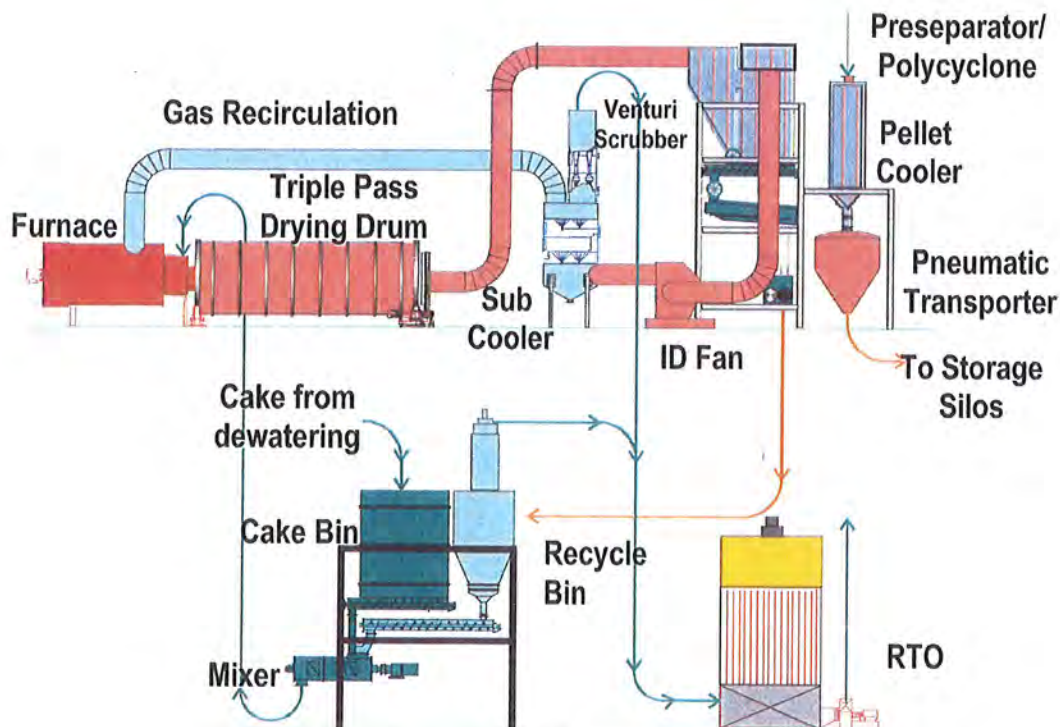 Preseparator/
Polycyclone
Gas Recirculation
Venturi
Scrubber
Pellet
Cooler
Triple Pass
Drying Drum
Furnace
Sub
Cooler
Pneumatic
Transporter
ID Fan
To Storage
Silos
Cake from
dewatering
Cake Bin
Recycle
Bin
Mixer
RTO